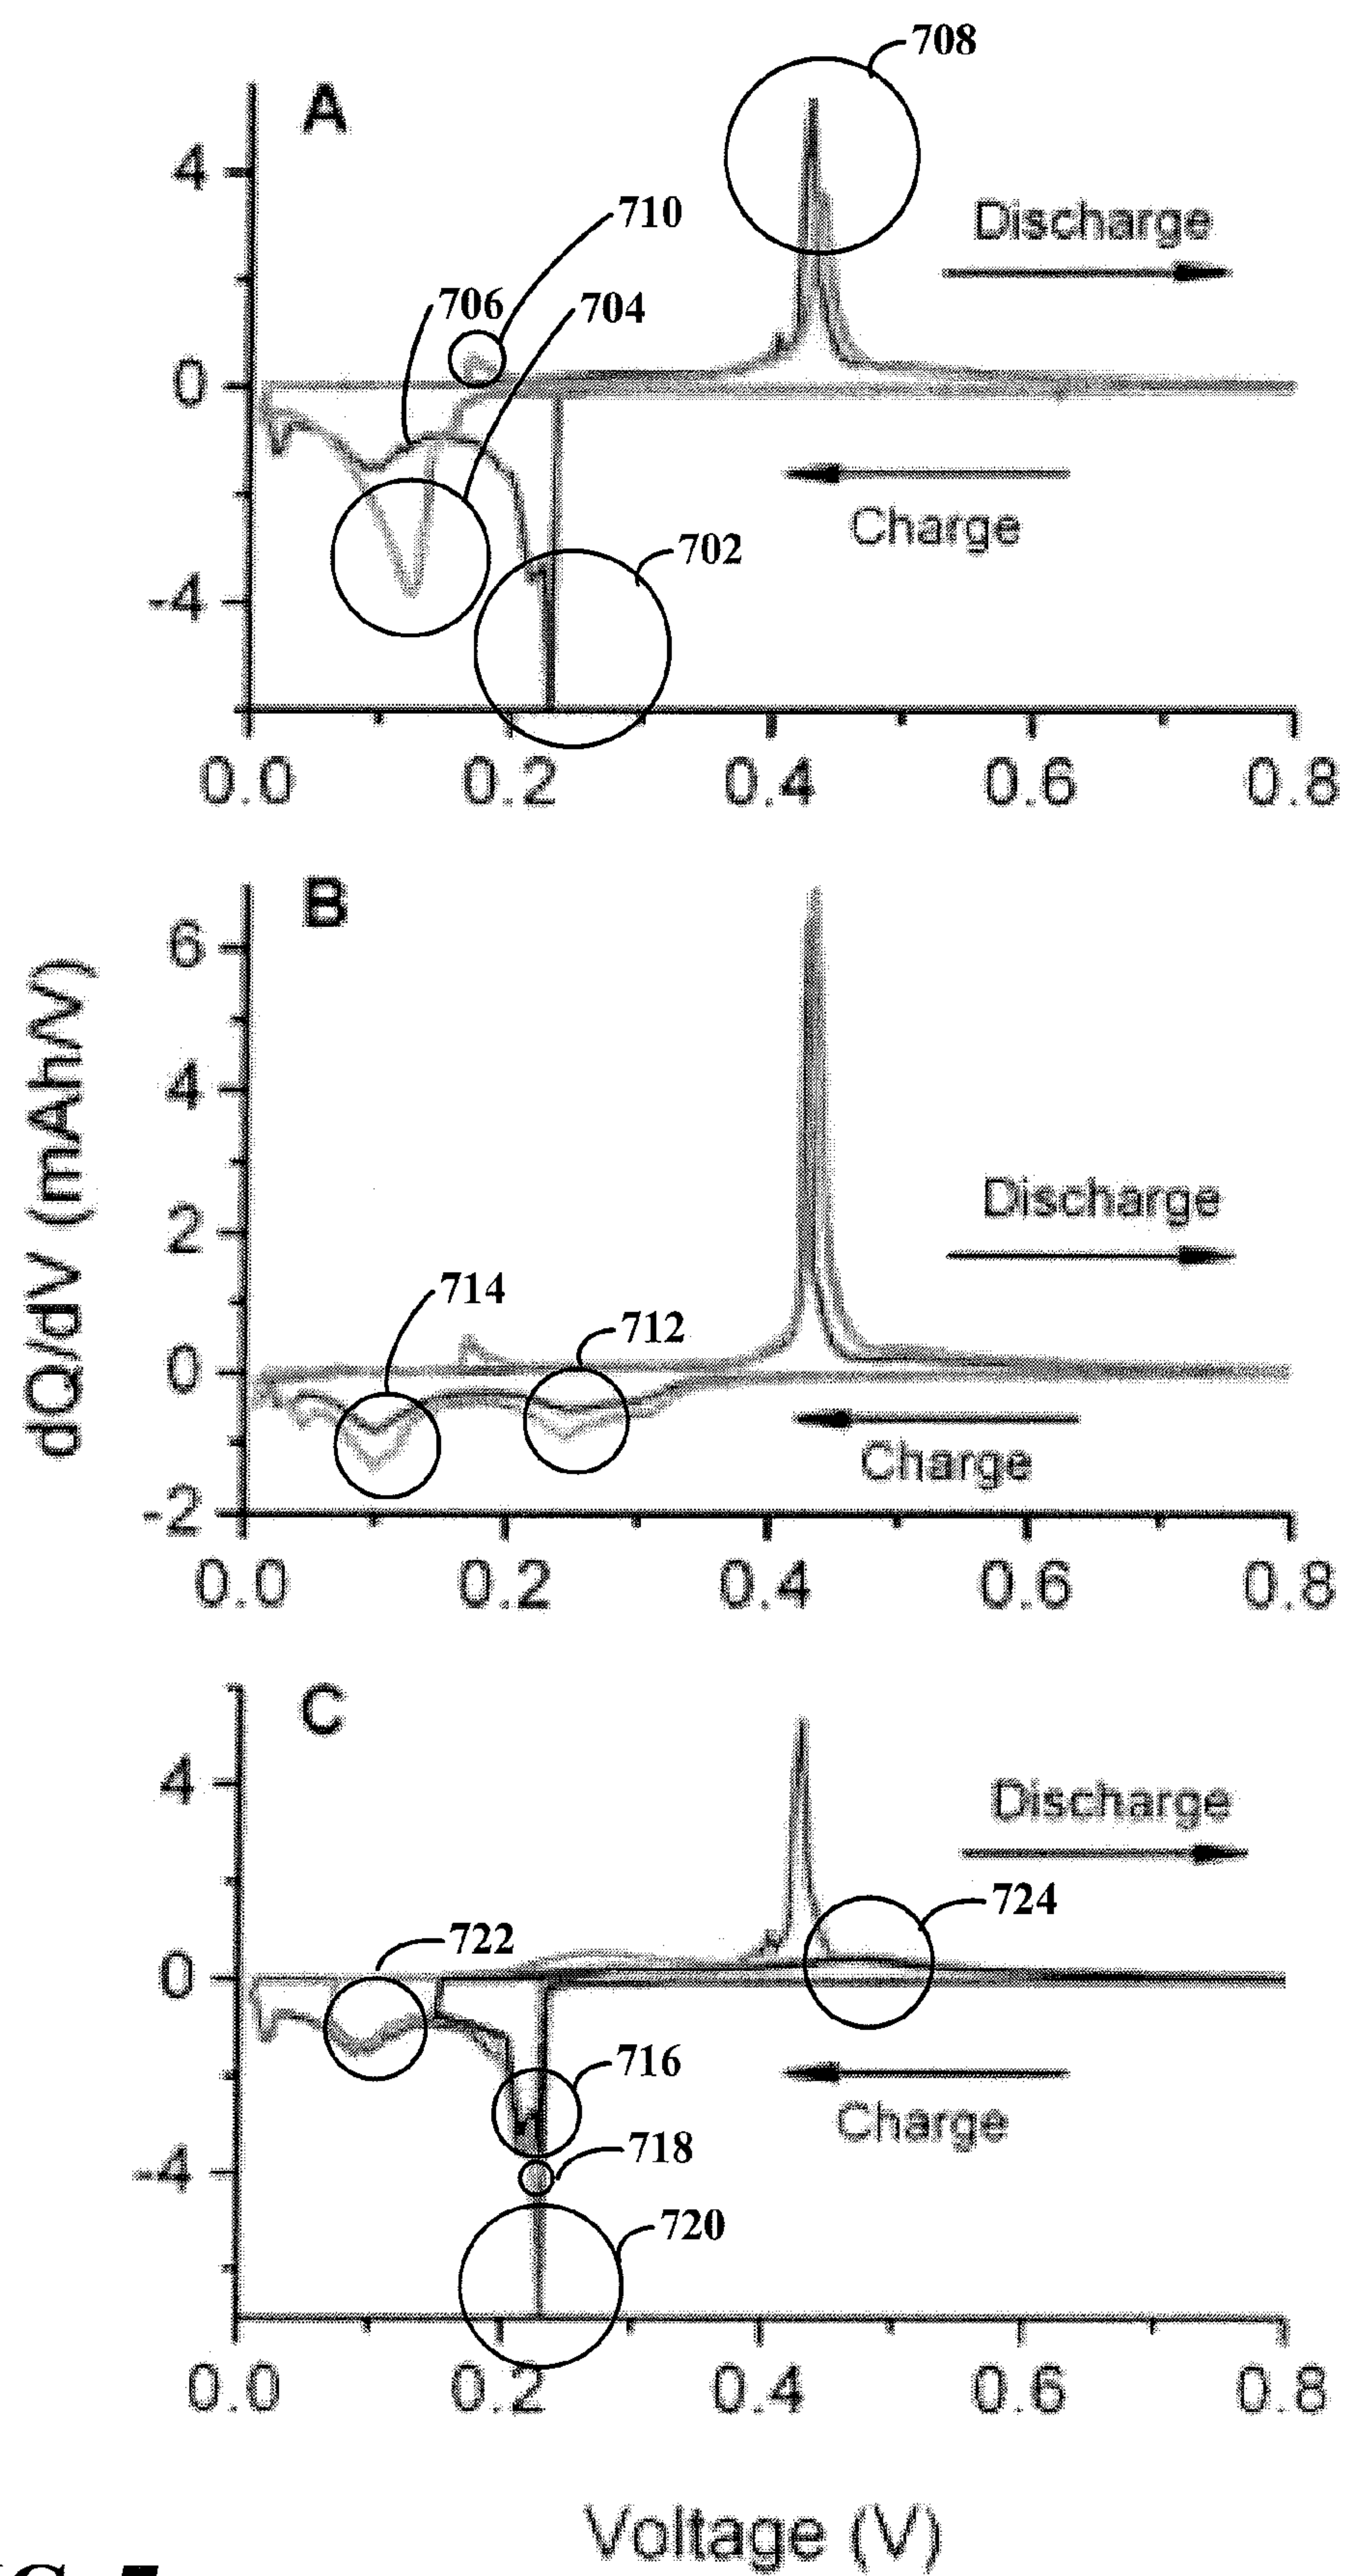 708
A
4
710
Discharge
706
704
0
Charge
702
-4
0.0 0.2 0.4 0.6 0.8
B
6
4
Discharge
2
714
712
0
Charge
-2
0.0 0.2 0.4 0.6 0.8
dQ/dV (mAh/V)
C
4
Discharge
724
722
0
716
Charge
718
-4
720
0.0 0.2 0.4 0.6 0.8
Voltage (V)